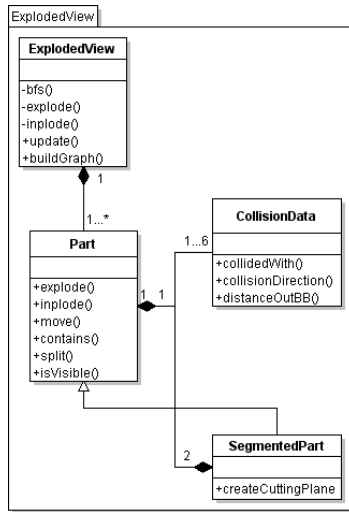 ExplodedView
ExplodedView
-bfs()
-explode()
-inplode()
+update()
+buildGraph()
1
1...*
Part
+explode()
+inplode()
+move()
+contains()
+split()
+isVisible()
1 1
1...6
CollisionData
+collidedWith()
+collisionDirection()
+distanceOutBB()
2
SegmentedPart
+createCuttingPlane